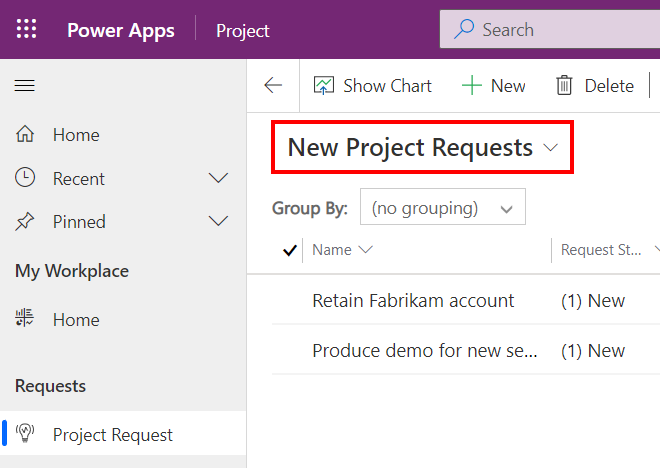 Power Apps Project Search
Show Chart New Delete
Home
Recent
Pinned
My Workplace
Home
Requests
Project Request
New Project Requests
Group By: (no grouping)
Name Request St...
Retain Fabrikam account (1) New
Produce demo for new se... (1) New